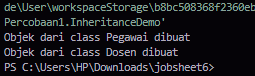 de\User\workspaceStorage\b8bc508368f2360eb
Percobaan1.InheritanceDemo'
Objek dari class Pegawai dibuat
Objek dari class Dosen dibuat
PS C:\Users\HP\Downloads\jobsheet6>